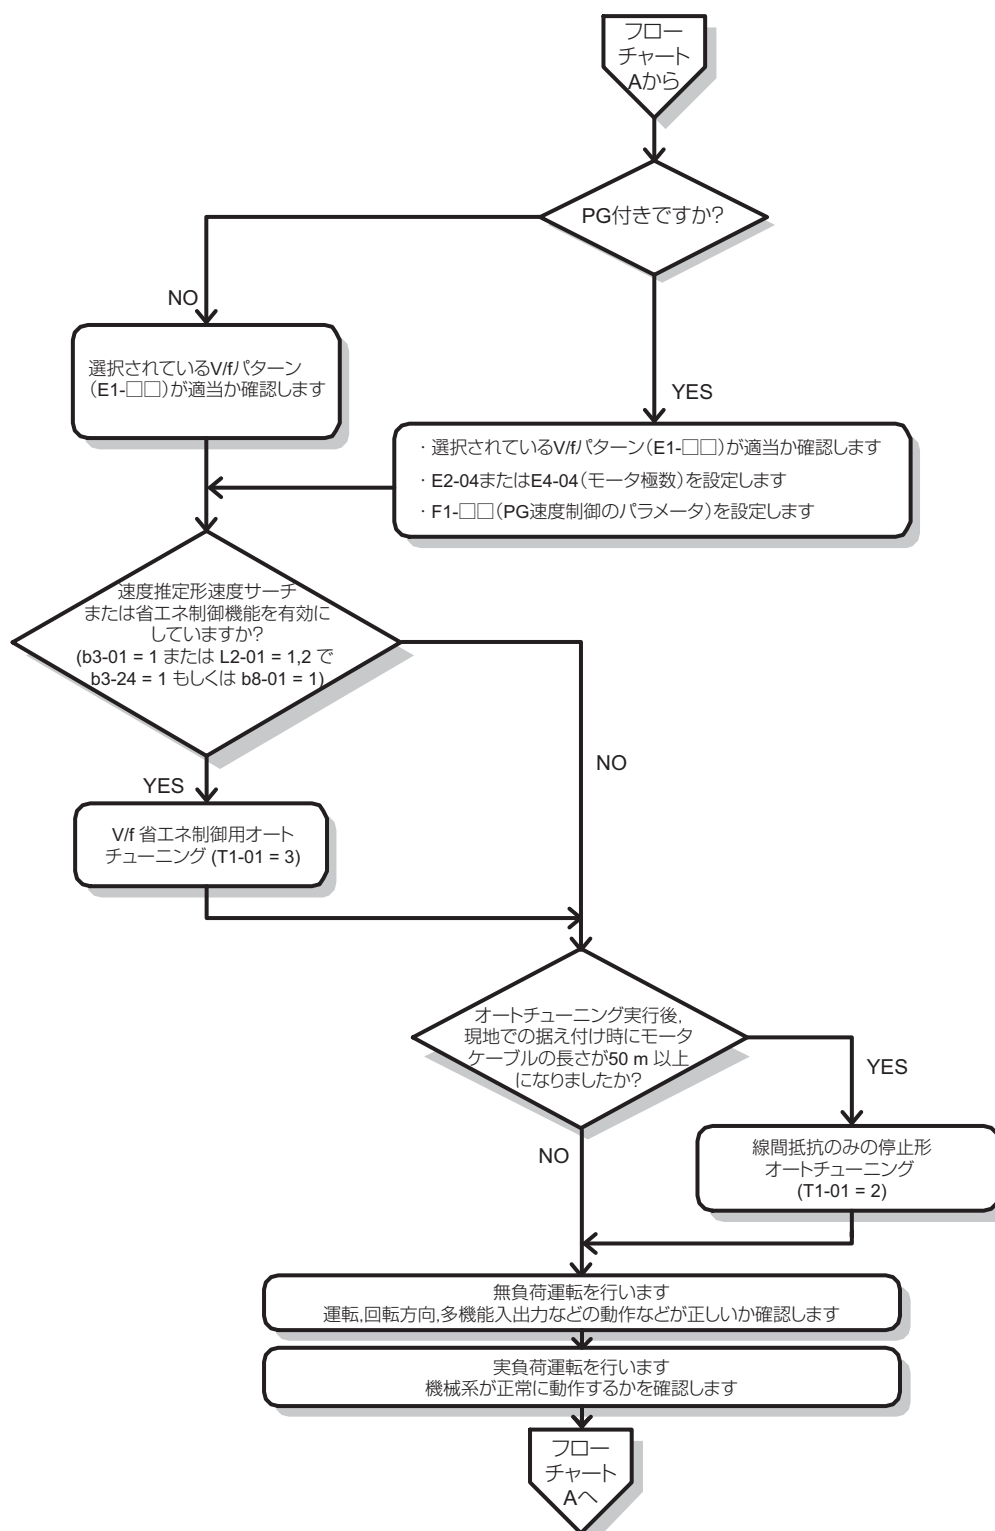 フロー
チャート
Aから
PG付きですか?
NO
選択されているV/fパターン
(E1-□□)が適当か確認します
YES
・選択されているV/fパターン(E1-□□)が適当か確認します
・E2-04またはE4-04(モータ極数)を設定します
・F1-□□(PG速度制御のパラメータ)を設定します
速度推定形速度サーチ
または省エネ制御機能を有効に
していますか?
(b3-01 = 1 または L2-01 = 1,2 で
b3-24 = 1 もしくは b8-01 = 1)
NO
YES
V/f 省エネ制御用オート
チューニング (T1-01 = 3)
オートチューニング実行後,
現地での据え付け時にモータ
ケーブルの長さが50 m 以上
になりましたか?
YES
NO
線間抵抗のみの停止形
オートチューニング
(T1-01 = 2)
無負荷運転を行います
運転,回転方向,多機能入出力などの動作などが正しいか確認します
実負荷運転を行います
機械系が正常に動作するかを確認します
フロー
チャート
Aへ